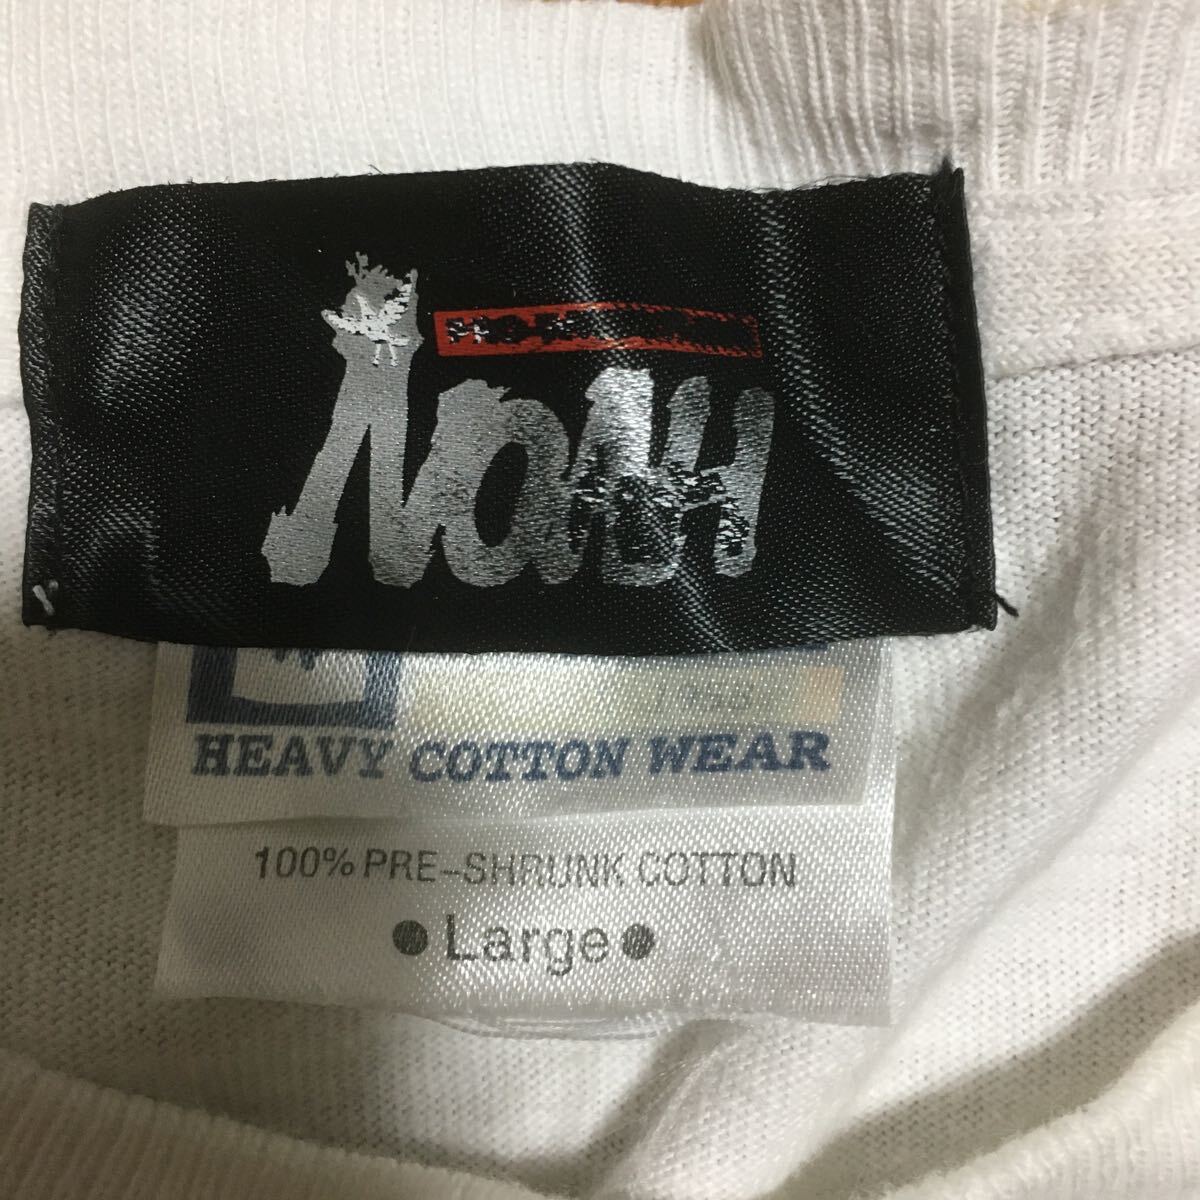 NOAH
HEAVY COTTON WEAR
100% PRE-SHRUNK COTTON
●Large●